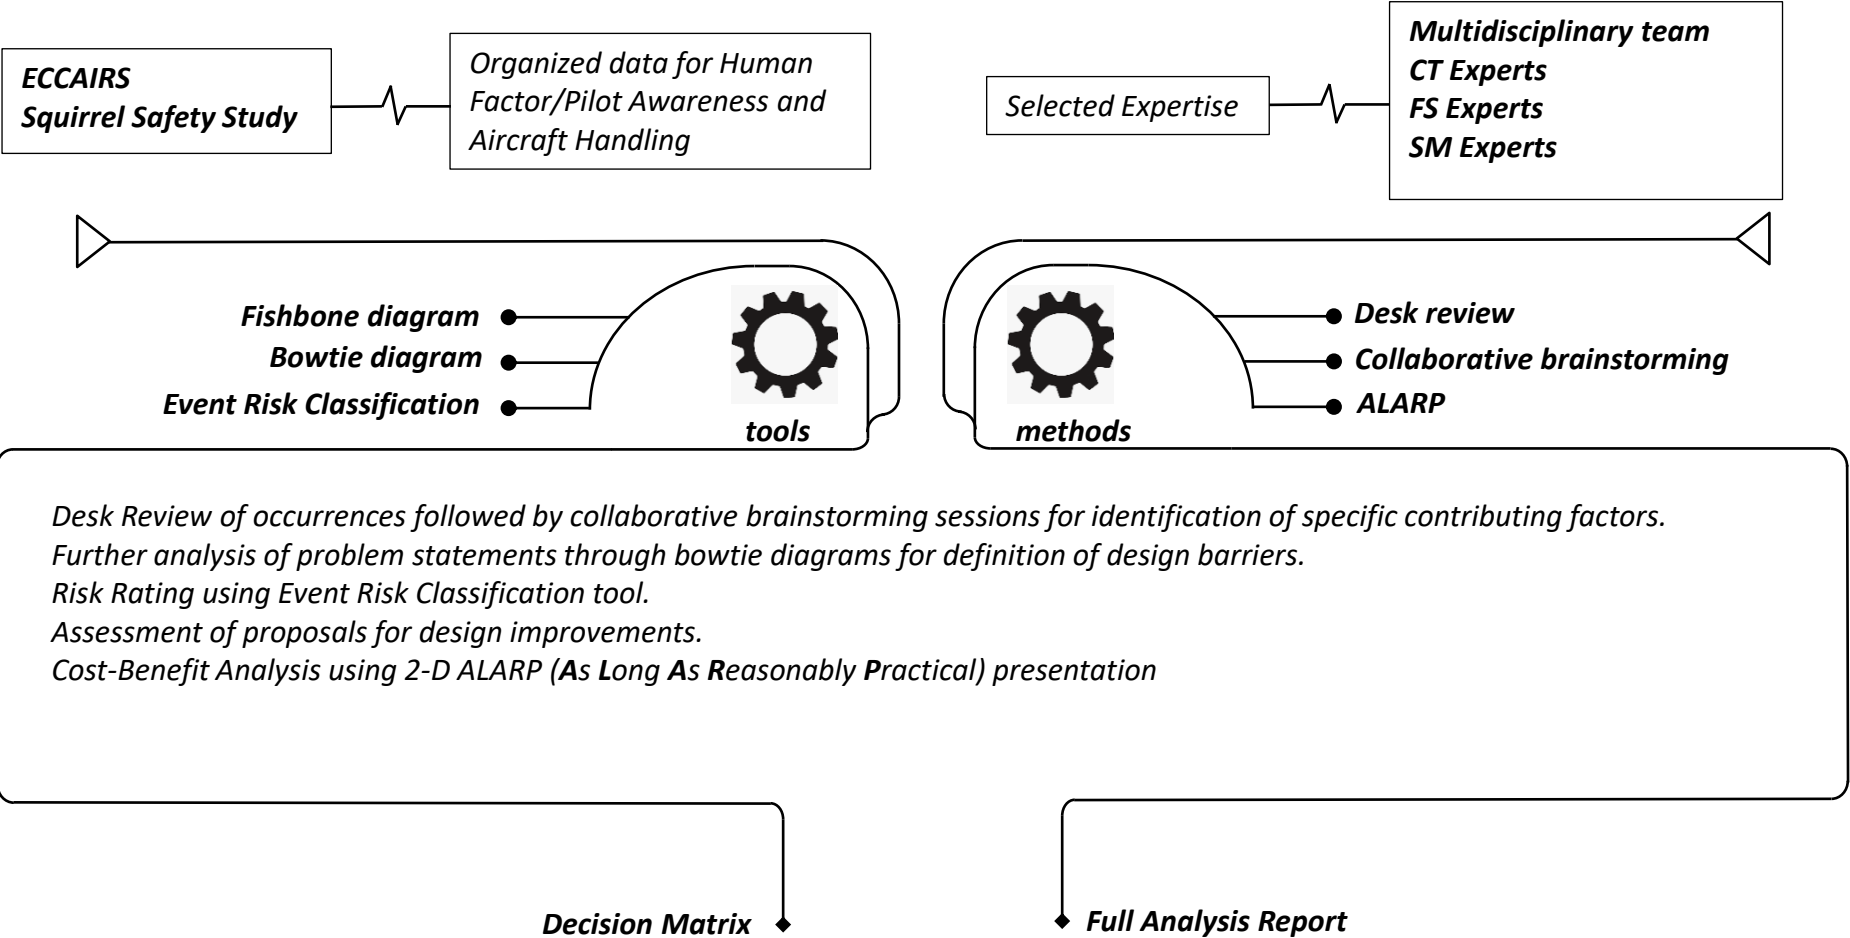 ECCAIRS
Squirrel Safety Study
Organized data for Human
Factor/Pilot Awareness and
Aircraft Handling
Selected Expertise
Multidisciplinary team
CT Experts
FS Experts
SM Experts
Fishbone diagram
Bowtie diagram
Event Risk Classification
tools
Desk review
Collaborative brainstorming
ALARP
methods
Desk Review of occurrences followed by collaborative brainstorming sessions for identification of specific contributing factors.
Further analysis of problem statements through bowtie diagrams for definition of design barriers.
Risk Rating using Event Risk Classification tool.
Assessment of proposals for design improvements.
Cost-Benefit Analysis using 2-D ALARP (As Long As Reasonably Practical) presentation
Decision Matrix
Full Analysis Report